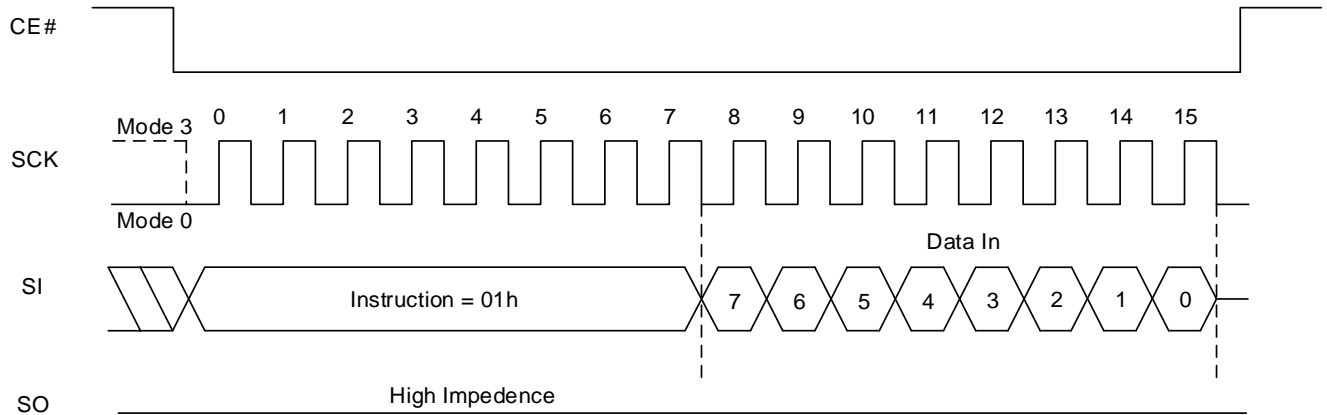 CE#
0 1 2 3 4 5 6 7 8 9 10 11 12 13 14 15
Mode 3
SCK
Mode 0
Data In
SI
Instruction = 01h
7 6 5 4 3 2 1 0
High Impedence
SO